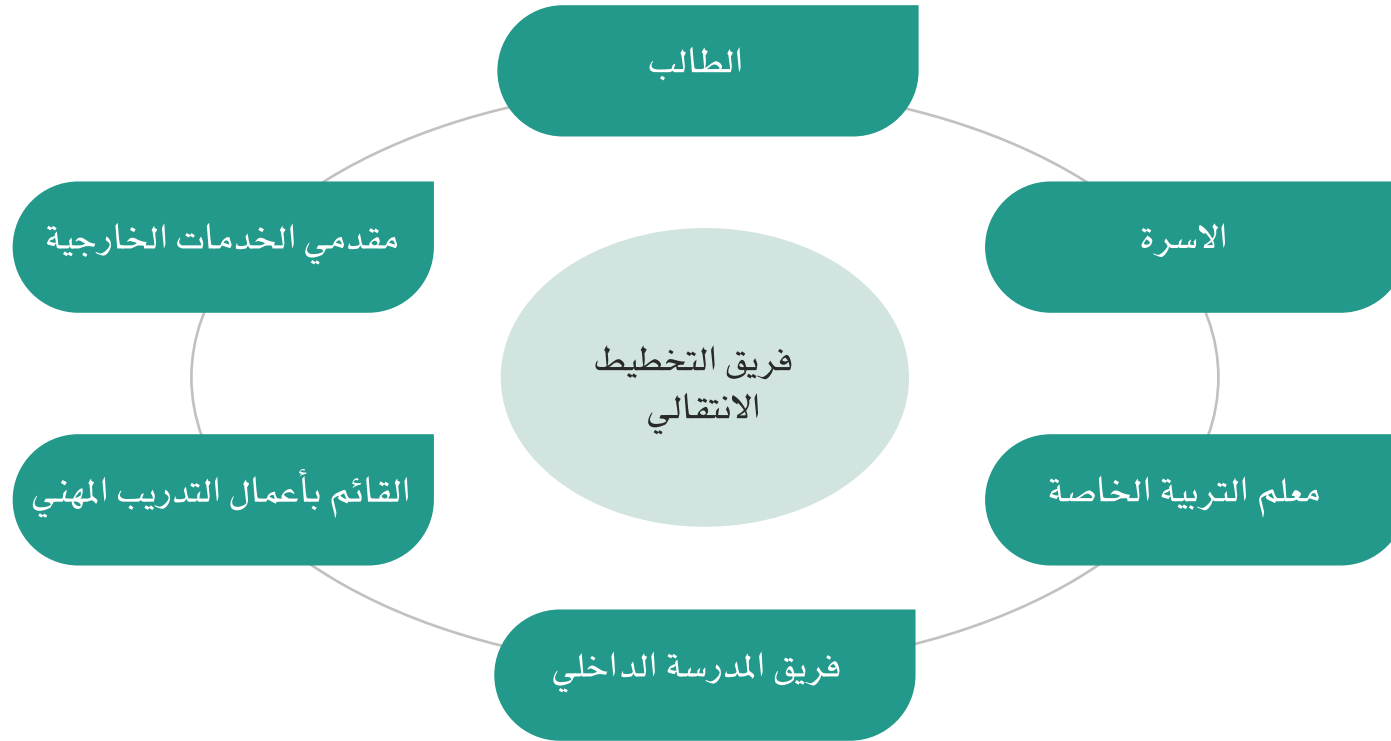 الطالب
الاسرة
مقدمي الخدمات الخارجية
فريق التخطيط
الانتقالي
معلم التربية الخاصة
القائم بأعمال التدريب المهني
فريق المدرسة الداخلي